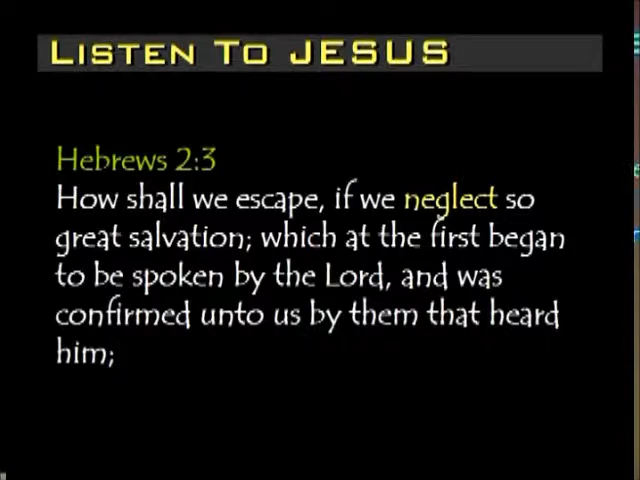 Listen To JESUS
Hebrews 2:3
How shall we escape, if we neglect so
great salvation; which at the first began
to be spoken by the Lord, and was
confirmed unto us by them that heard
him;